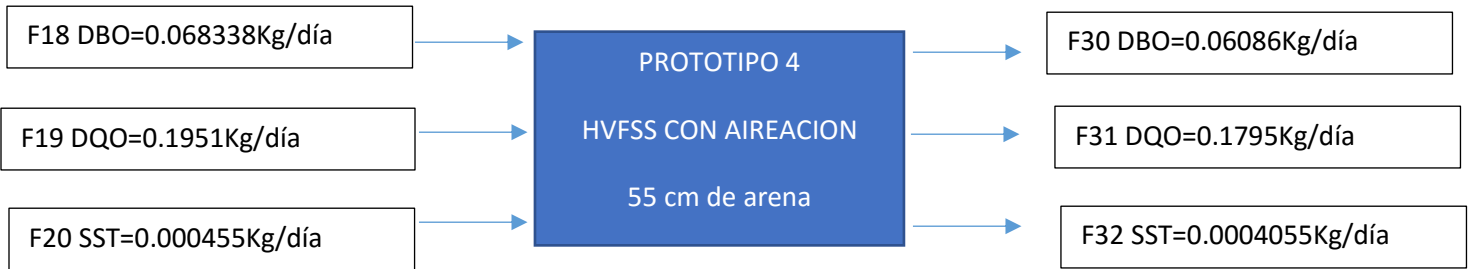 F18 DBO=0.068338Kg/día
F19 DQO=0.1951Kg/día
F20 SST=0.000455Kg/día
PROTOTIPO 4
HVFSS CON AIREACION
55 cm de arena
F30 DBO=0.06086Kg/día
F31 DQO=0.1795Kg/día
F32 SST=0.0004055Kg/día